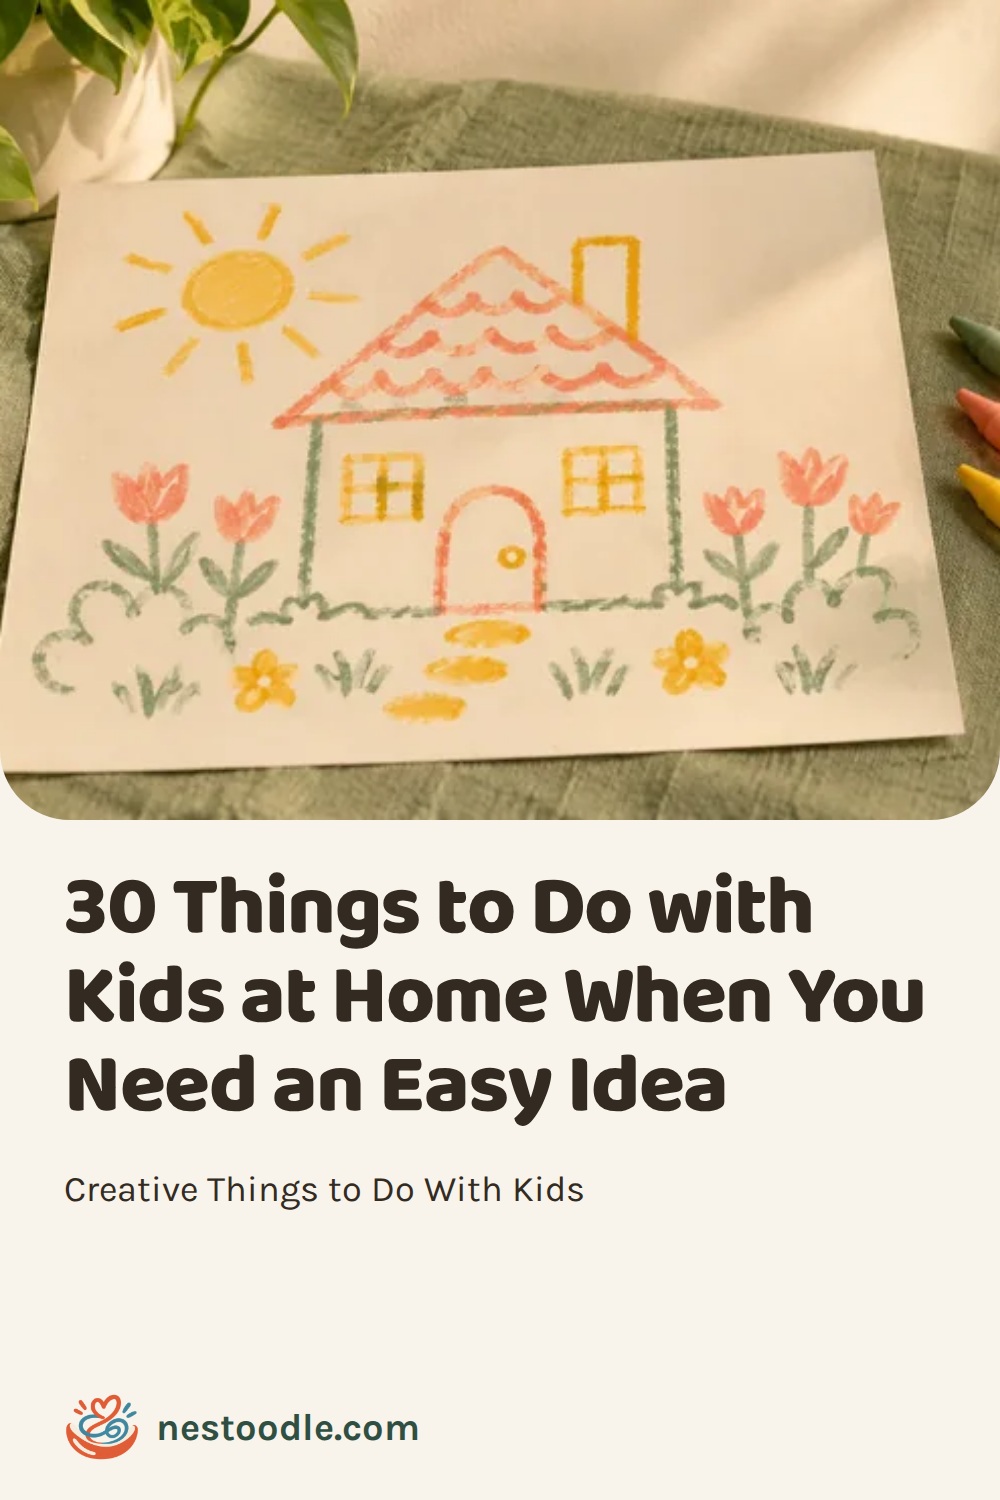 30 Things to Do with
Kids at Home When You
Need an Easy Idea
Creative Things to Do With Kids
nestoodle.com